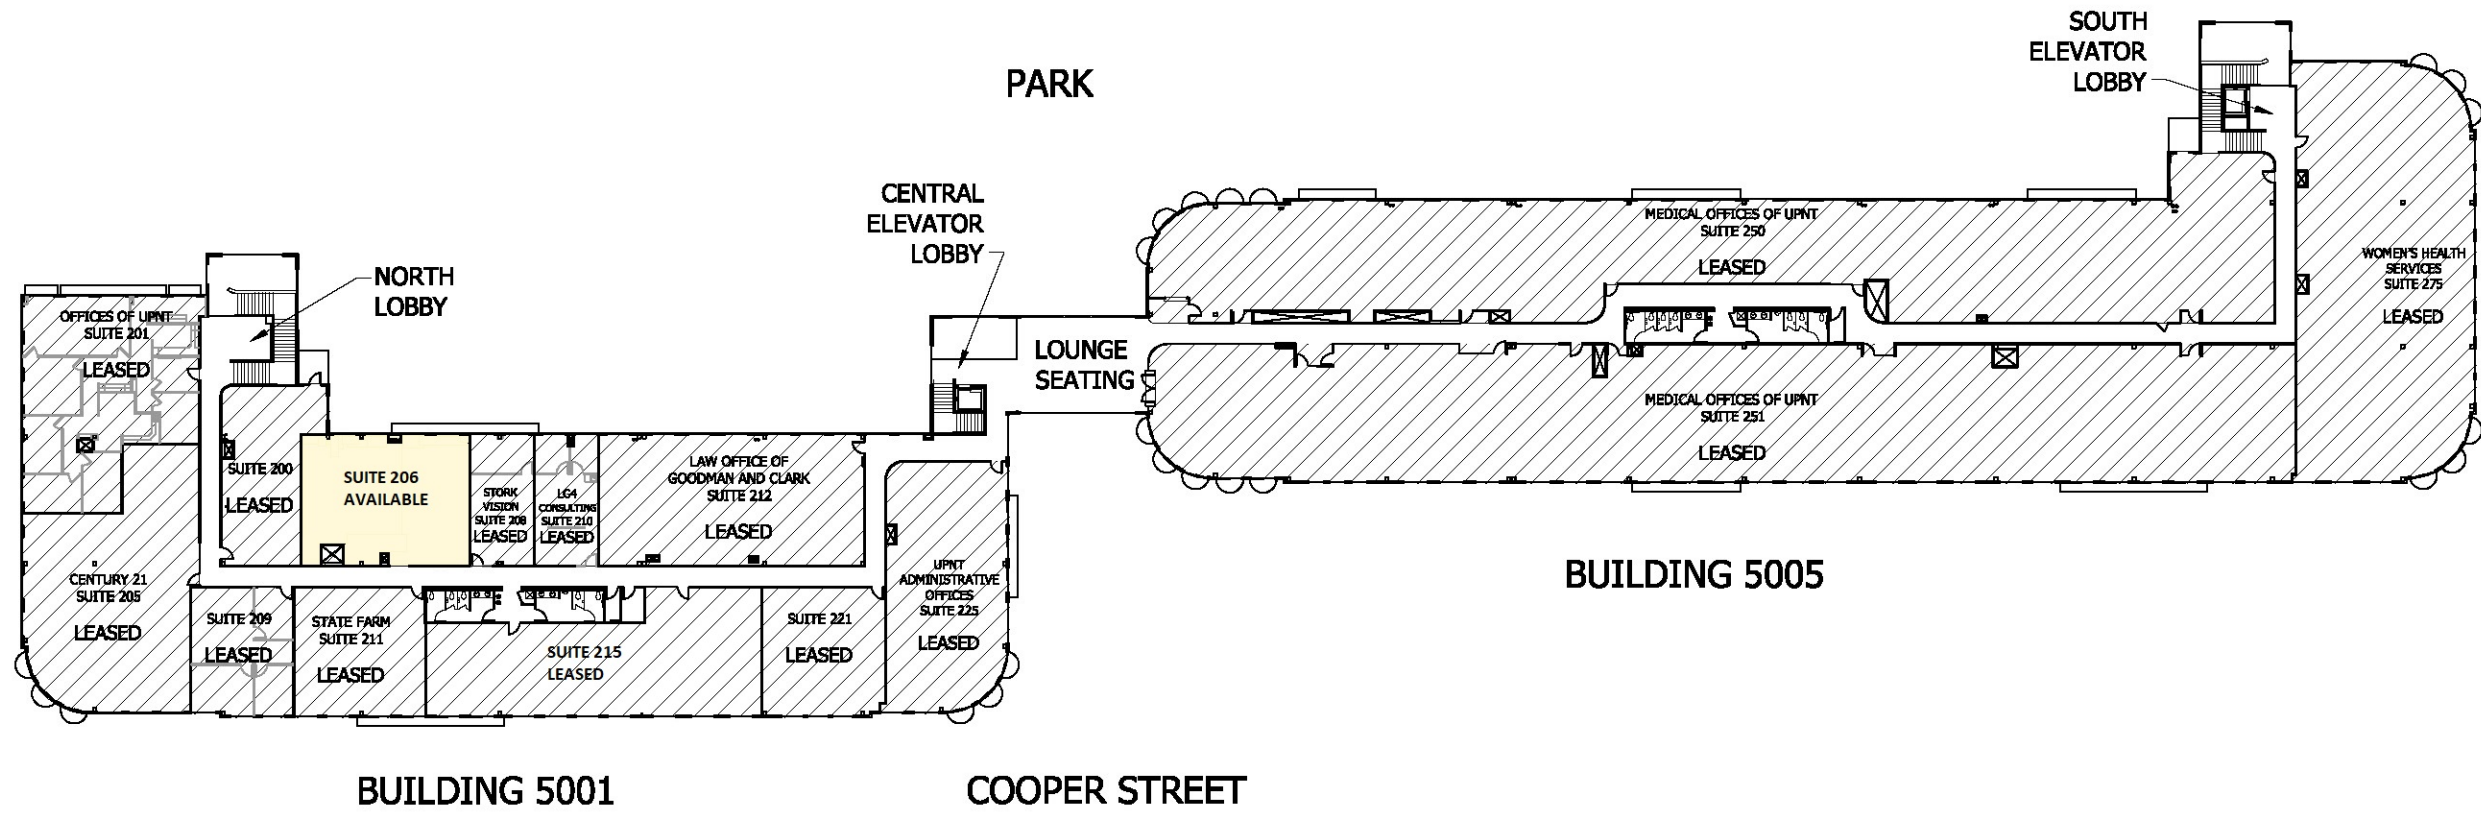 PARK
SOUTH
ELEVATOR
LOBBY
CENTRAL
ELEVATOR
LOBBY
NORTH
LOBBY
LOUNGE
SEATING
OFFICES OF UPNT
SUITE 201
LEASED
SUITE 200
LEASED
SUITE 206
AVAILABLE
STORK
VISION
SUITE 208
LEASED
LG4
CONSULTING
SUITE 210
LEASED
LAW OFFICE OF
GOODMAN AND CLARK
SUITE 212
LEASED
CENTURY 21
SUITE 205
LEASED
SUITE 209
LEASED
STATE FARM
SUITE 211
LEASED
SUITE 215
LEASED
SUITE 221
LEASED
UPNT
ADMINISTRATIVE
OFFICES
SUITE 225
LEASED
MEDICAL OFFICES OF UPNT
SUITE 250
LEASED
MEDICAL OFFICES OF UPNT
SUITE 251
LEASED
WOMEN'S HEALTH
SERVICES
SUITE 275
LEASED
BUILDING 5005
BUILDING 5001
COOPER STREET